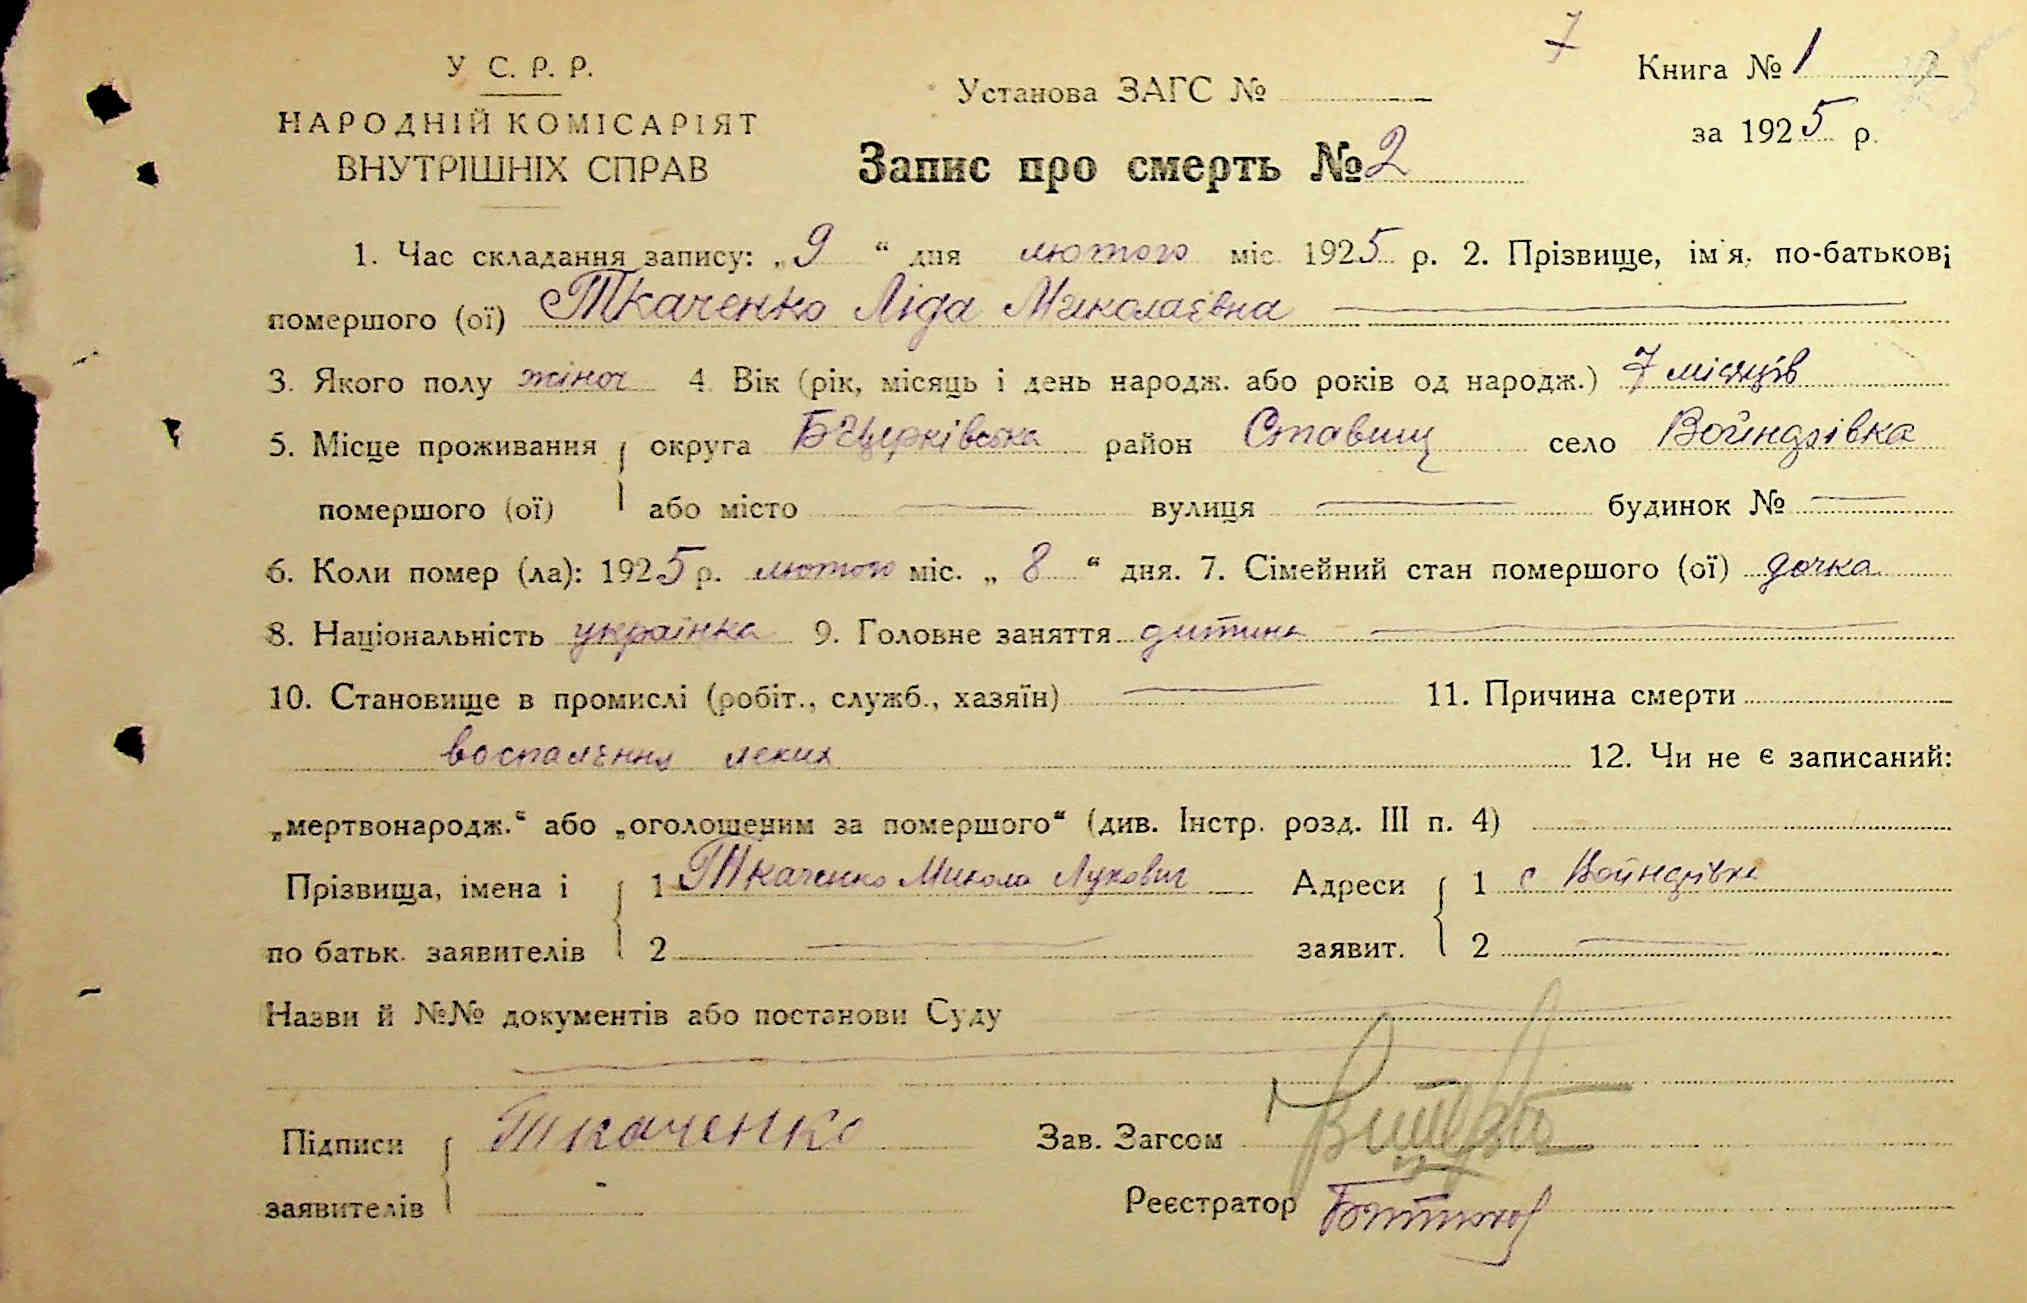 7
Книга № 1
У С. Р. Р.
Установа ЗАГС №
НАРОДНІЙ КОМІСАРІЯТ
за 1925 р.
ВНУТРІШНІХ СПРАВ
Запис про смерть № 2
1. Час складання запису: „9“ дня лютого міс. 1925 р. 2. Прізвище, ім'я, по-батькові
помершого (ої) Ткаченко Ліда Миколаєвна
3. Якого полу жіноч 4. Вік (рік, місяць і день народж. або років од народж.) 7 місяців
5. Місце проживання округа БЦерківська район Ставищ село Войндзівка
помершого (ої) або місто вулиця будинок №
6. Коли помер (ла): 1925 р. лютого міс. „8“ дня. 7. Сімейний стан помершого (ої) дочка
8. Національність українка 9. Головне заняття дитина
10. Становище в промислі (робіт., служб., хазяїн) 11. Причина смерти
воспалення леких 12. Чи не є записаний:
„мертвонародж.“ або „оголошеним за помершого“ (див. Інстр. розд. III п. 4)
Прізвища, імена і 1 Ткаченко Микола Лукович Адреси 1 с Войндзівка
по батьк. заявителів 2 заявит. 2
Назви й №№ документів або постанови Суду
Підписи Ткаченко Зав. Загсом
заявителів Реєстратор